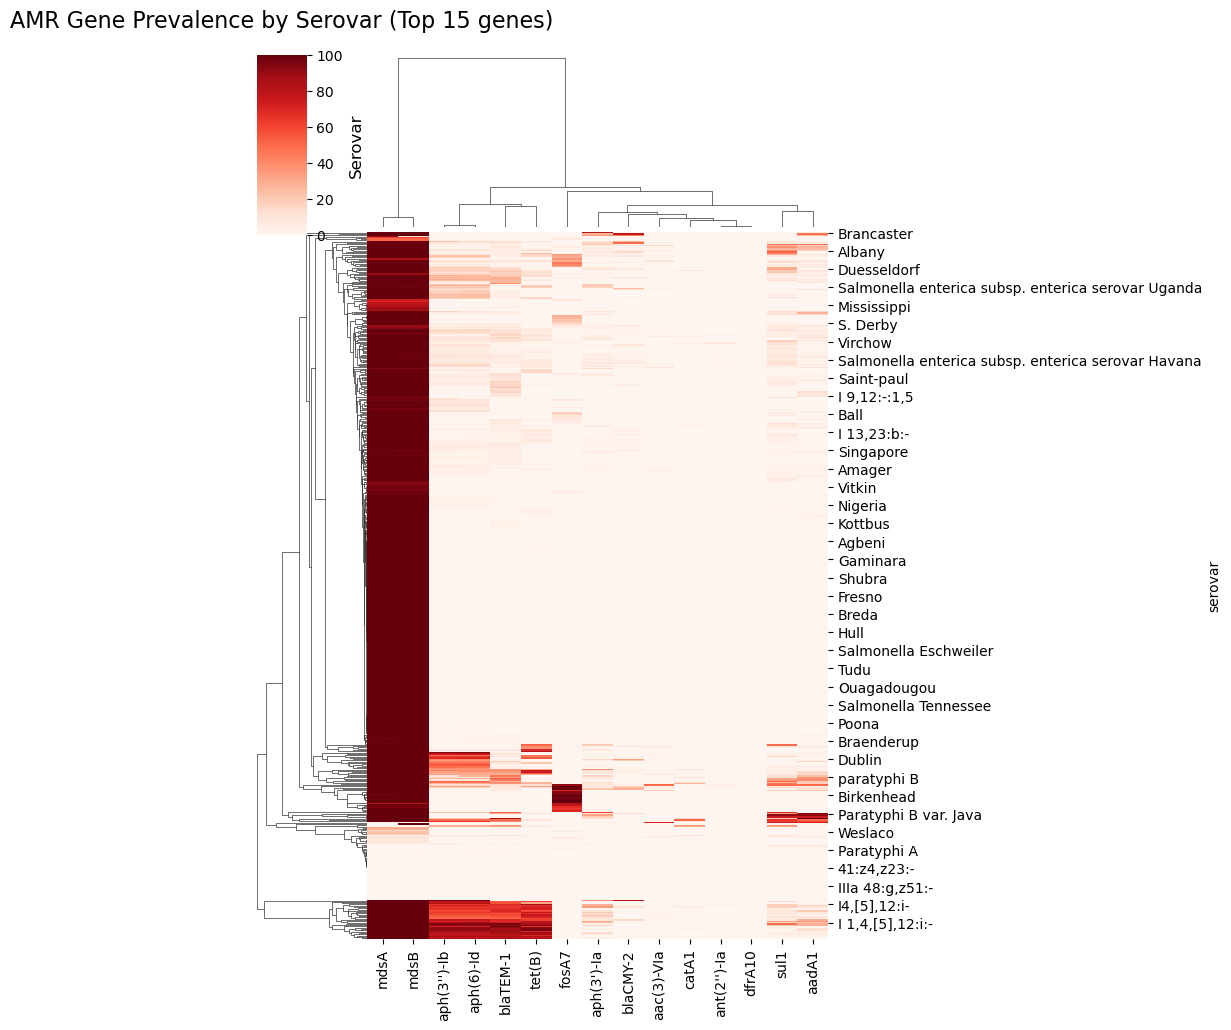 AMR Gene Prevalence by Serovar (Top 15 genes)
100
80
60
40
20
0
Serovar
Brancaster
Albany
Duesseldorf
Salmonella enterica subsp. enterica serovar Uganda
Mississippi
S. Derby
Virchow
Salmonella enterica subsp. enterica serovar Havana
Saint-paul
I 9,12:-:1,5
Ball
I 13,23:b:-
Singapore
Amager
Vitkin
Nigeria
Kottbus
Agbeni
Gaminara
Shubra
Fresno
Breda
Hull
Salmonella Eschweiler
Tudu
Ouagadougou
Salmonella Tennessee
Poona
Braenderup
Dublin
paratyphi B
Birkenhead
Paratyphi B var. Java
Weslaco
Paratyphi A
41:z4,z23:-
IIIa 48:g,z51:-
I4,[5],12:i-
I 1,4,[5],12:i:-
serovar
mdsA
mdsB
aph(3'')-Ib
aph(6)-Id
blaTEM-1
tet(B)
fosA7
aph(3')-Ia
blaCMY-2
aac(3)-VIa
catA1
ant(2'')-Ia
dfrA10
sul1
aadA1